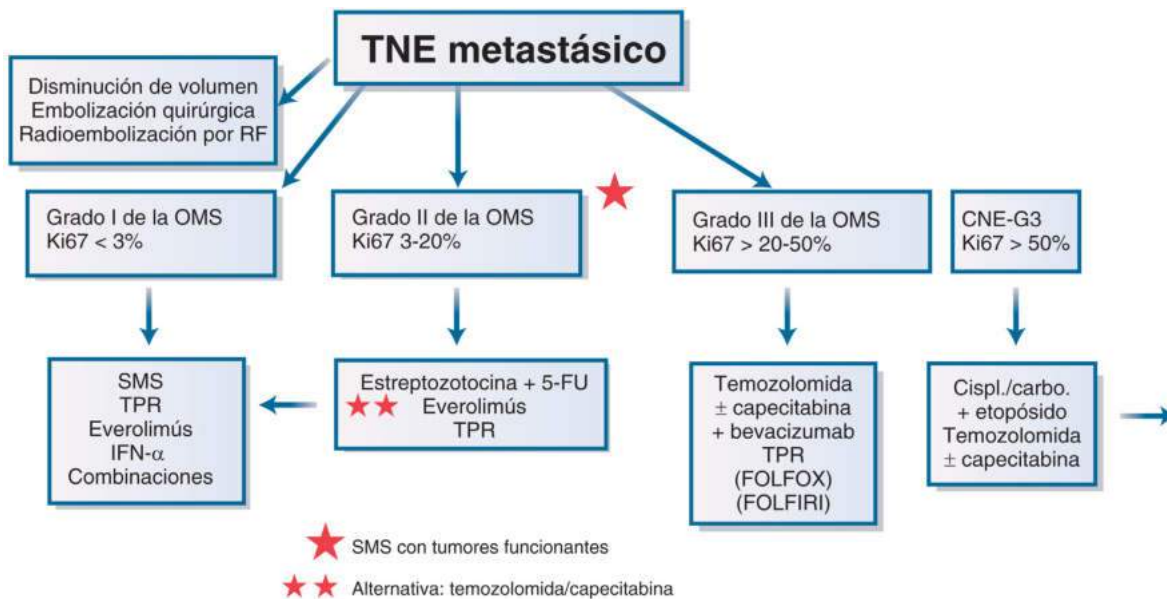 TNE metastásico
Disminución de volumen
Embolización quirúrgica
Radioembolización por RF
Grado I de la OMS
Ki67 < 3%
Grado II de la OMS
Ki67 3-20%
Grado III de la OMS
Ki67 > 20-50%
CNE-G3
Ki67 > 50%
SMS
TPR
Everolimús
IFN-α
Combinaciones
Estreptozotocina + 5-FU
Everolimús
TPR
Temozolomida
± capecitabina
+ bevacizumab
TPR
(FOLFOX)
(FOLFIRI)
Cispl./carbo.
+ etopósido
Temozolomida
± capecitabina
SMS con tumores funcionantes
Alternativa: temozolomida/capecitabina